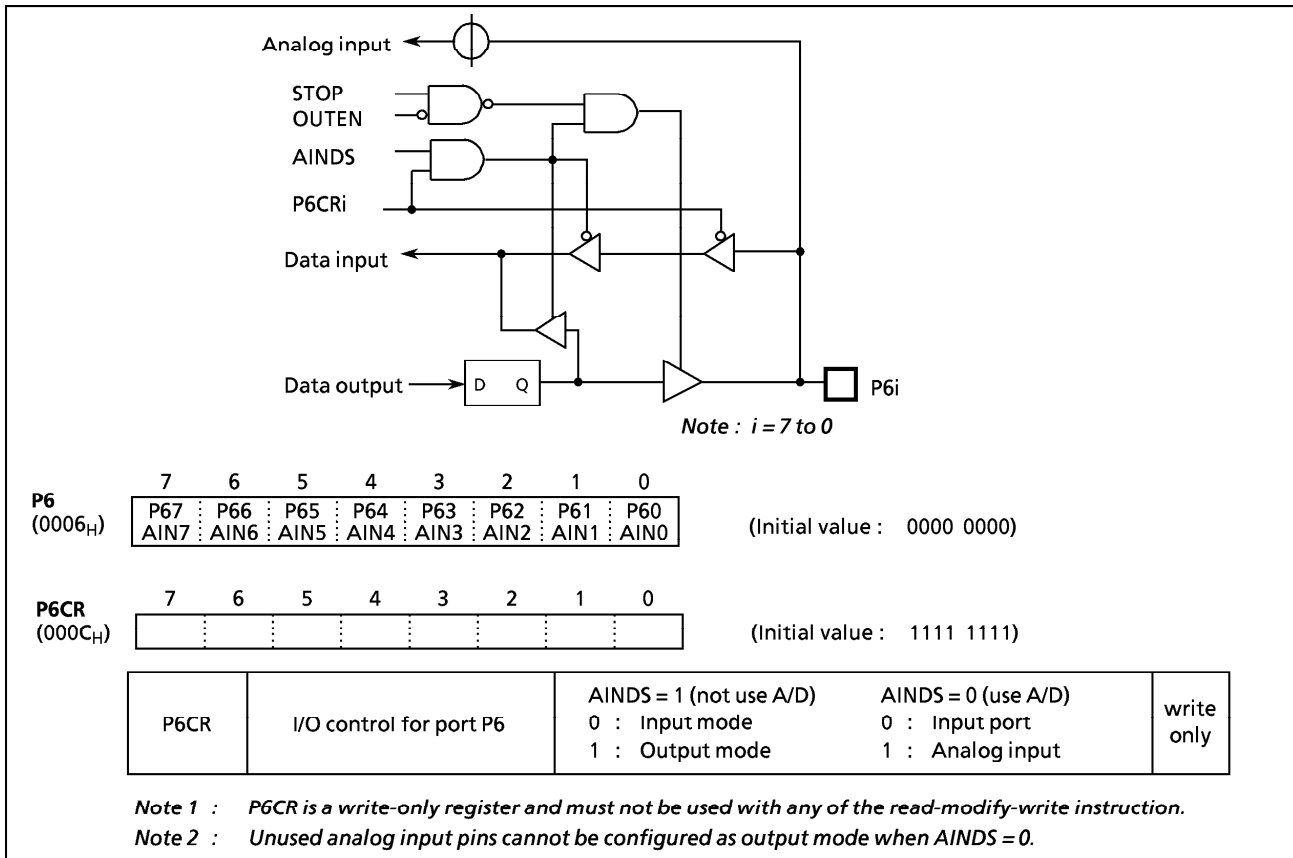 Analog input
STOP
OUTEN
AINDS
P6CRi
Data input
Data output
D Q
P6i
Note : i = 7 to 0
7 6 5 4 3 2 1 0
P6
(0006H)
P67 P66 P65 P64 P63 P62 P61 P60
AIN7 AIN6 AIN5 AIN4 AIN3 AIN2 AIN1 AIN0
(Initial value : 0000 0000)
7 6 5 4 3 2 1 0
P6CR
(000CH)
(Initial value : 1111 1111)
P6CR
I/O control for port P6
AINDS = 1 (not use A/D)
0 : Input mode
1 : Output mode
AINDS = 0 (use A/D)
0 : Input port
1 : Analog input
write
only
Note 1 : P6CR is a write-only register and must not be used with any of the read-modify-write instruction.
Note 2 : Unused analog input pins cannot be configured as output mode when AINDS = 0.